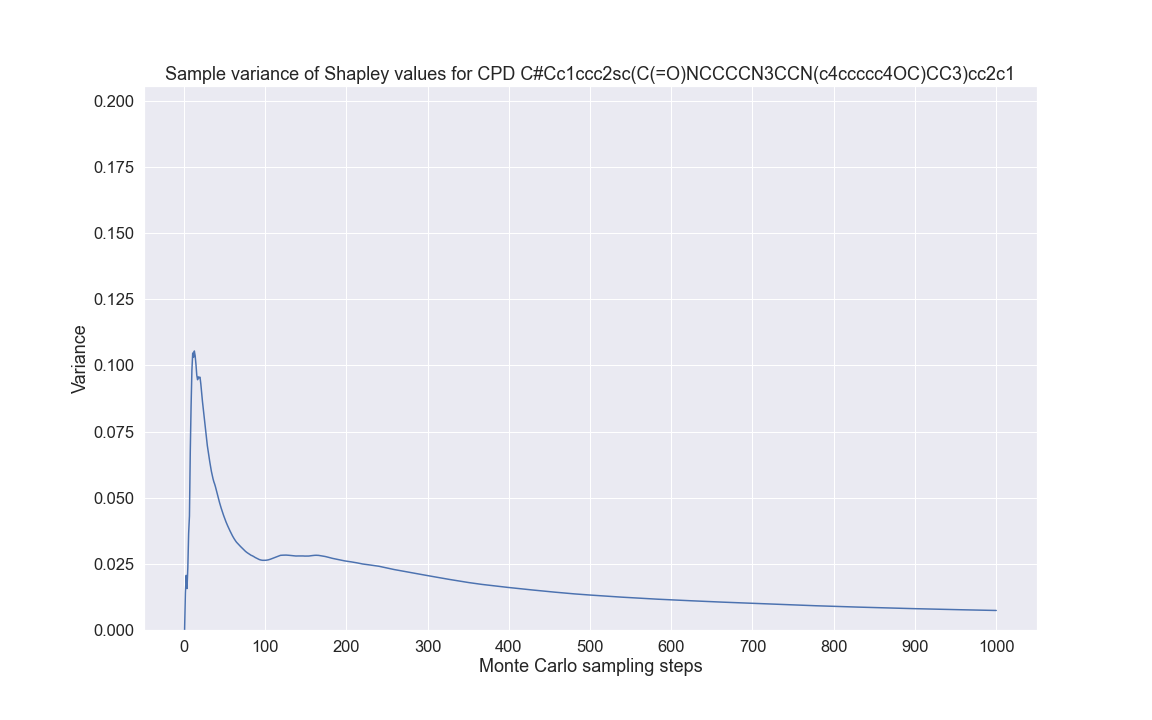 Sample variance of Shapley values for CPD C#Cc1ccc2sc(C(=O)NCCCCN3CCN(c4ccccc4OC)CC3)cc2c1
0.200
0.175
0.150
0.125
0.100
0.075
0.050
0.025
0.000
Variance
0 100 200 300 400 500 600 700 800 900 1000
Monte Carlo sampling steps